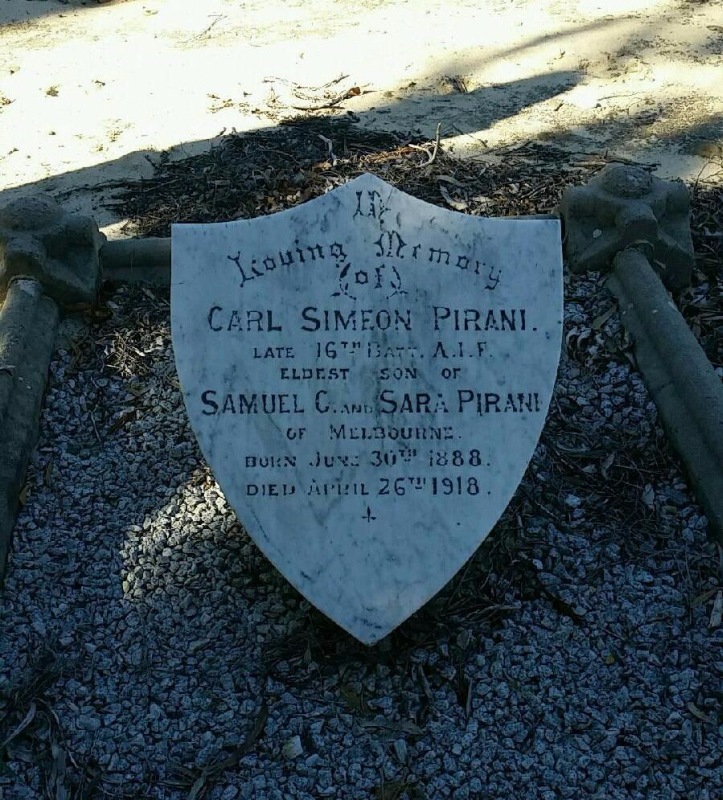 IN
Loving Memory
of
CARL SIMEON PIRANI.
LATE 16TH BATT. A.I.F.
ELDEST SON OF
SAMUEL G. AND SARA PIRANI
OF MELBOURNE.
BORN JUNE 30TH 1888.
DIED APRIL 26TH 1918.